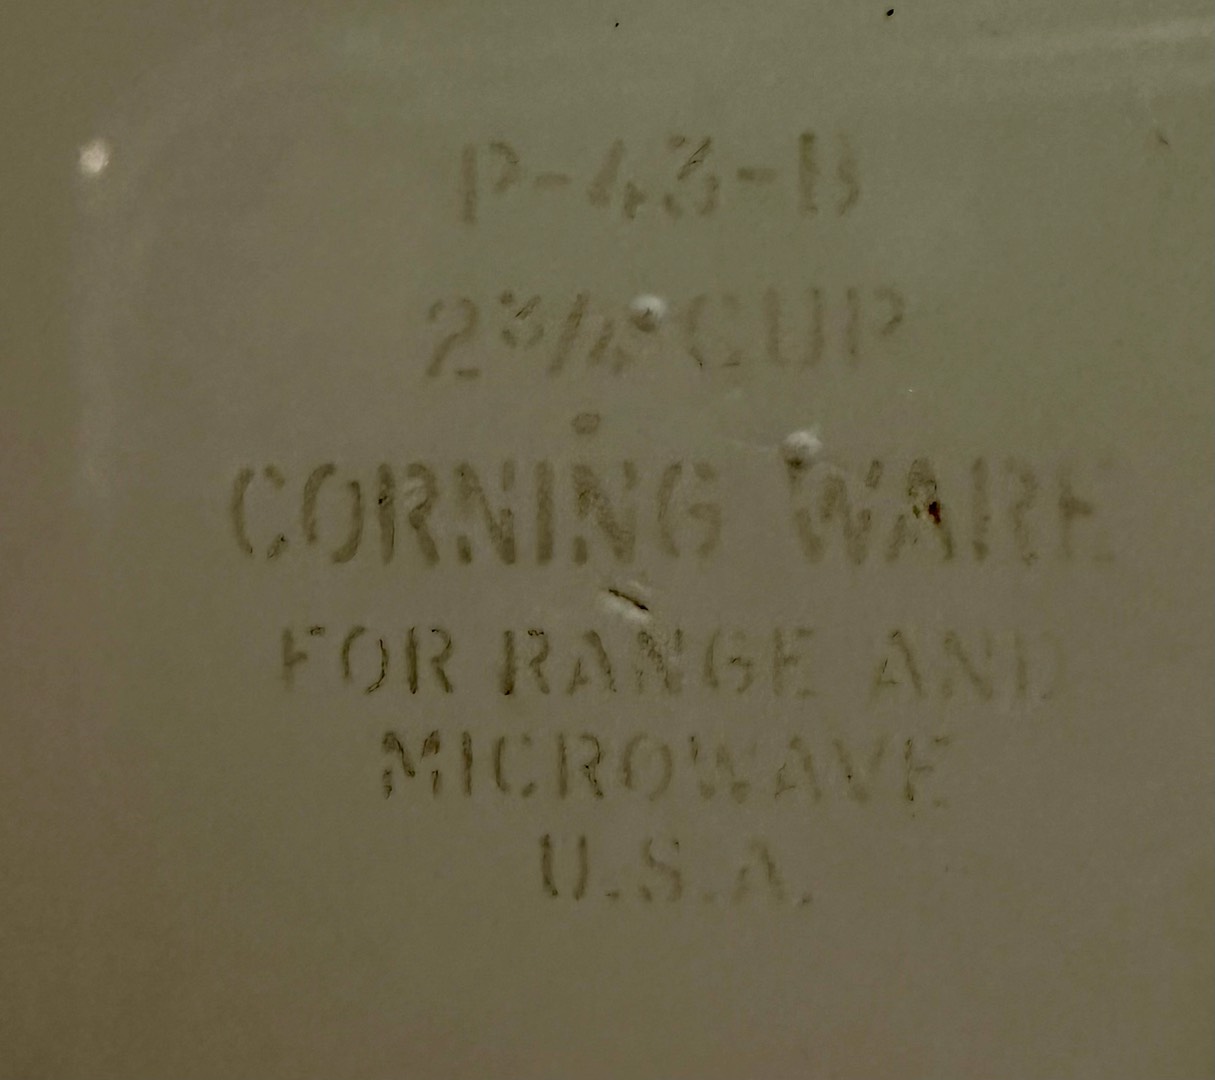 P-43-B
2 3/4 CUP
CORNING WARE
FOR RANGE AND
MICROWAVE
U.S.A.